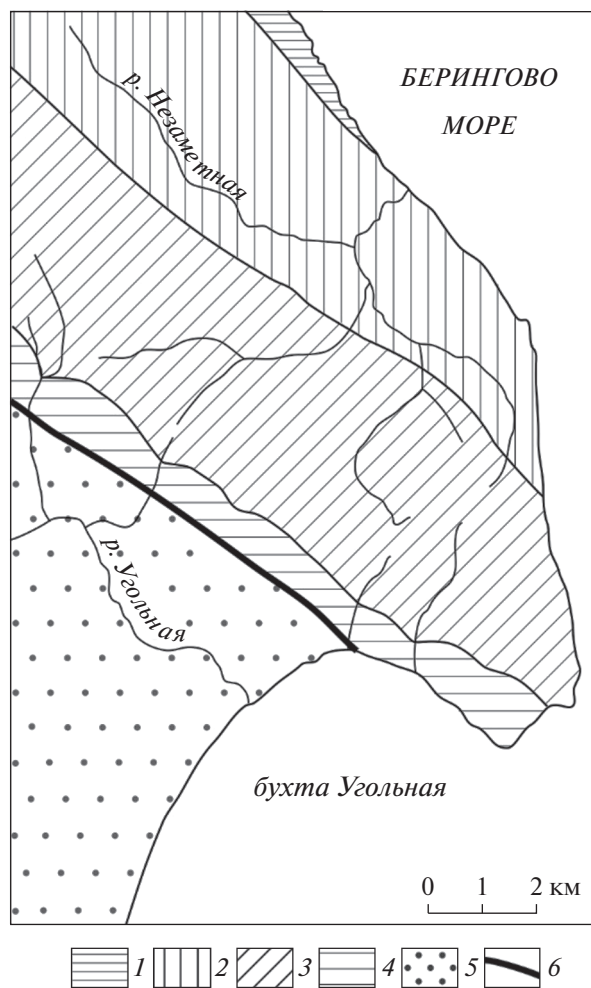 БЕРИНГОВО
МОРЕ
р. Незаметная
р. Угольная
бухта Угольная
0 1 2 км
1 2 3 4 5 6